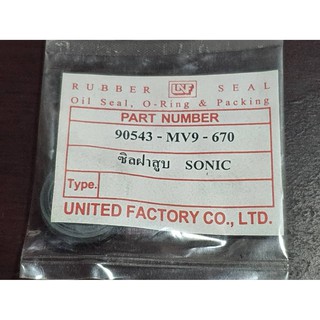 RUBBER UNF SEAL
Oil Seal, O-Ring & Packing
PART NUMBER
90543 - MV9 - 670
ซิลฝาสูบ SONIC
Type.
UNITED FACTORY CO., LTD.